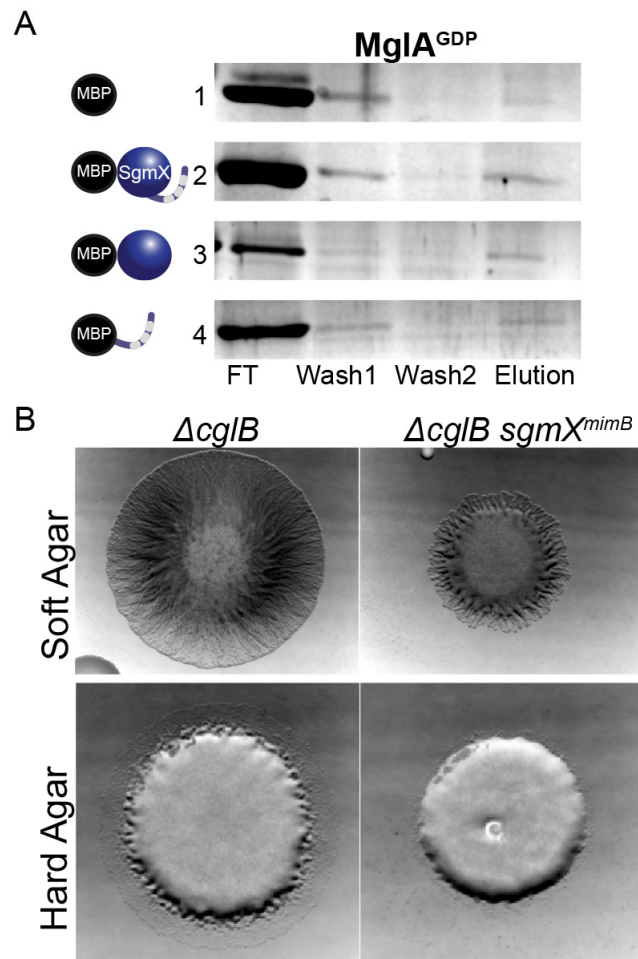 A
MglA^GDP
MBP 1
MBP SgmX 2
MBP 3
MBP 4
FT Wash1 Wash2 Elution
B
ΔcglB ΔcglB sgmX^mimB
Soft Agar
Hard Agar